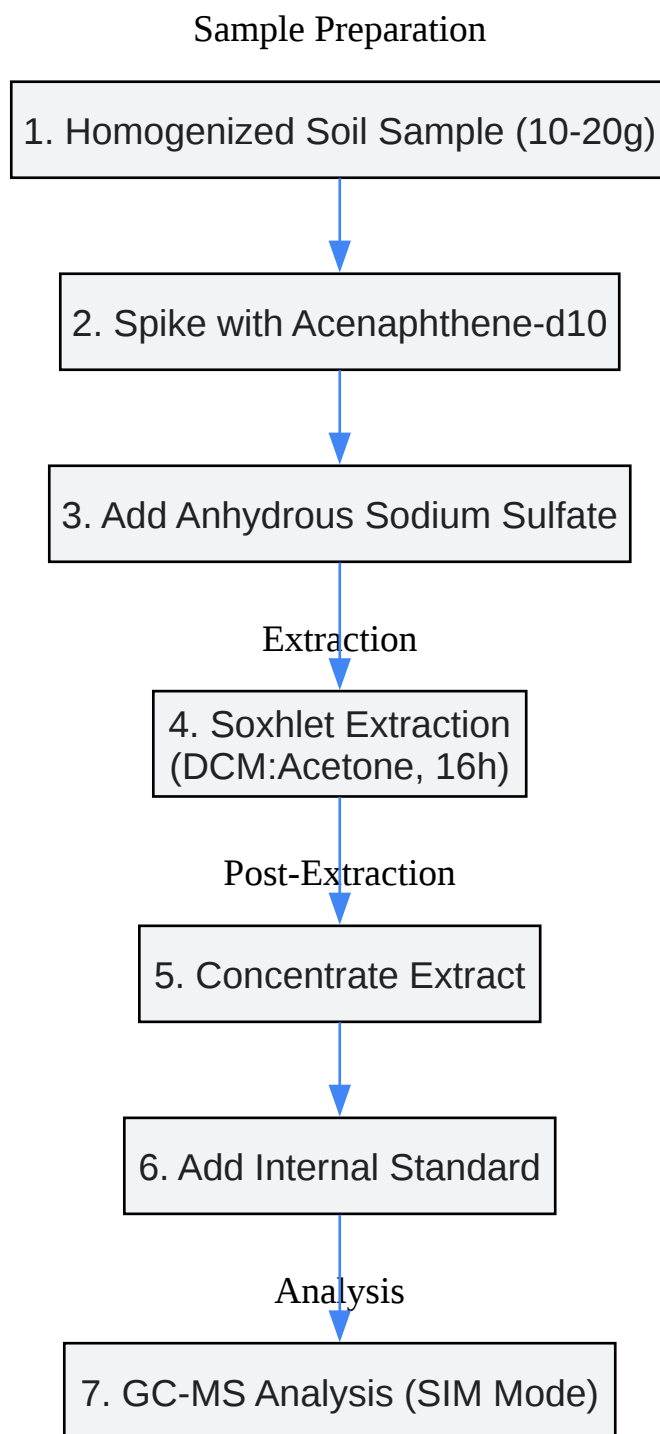 Sample Preparation
1. Homogenized Soil Sample (10-20g)
2. Spike with Acenaphthene-d10
3. Add Anhydrous Sodium Sulfate
Extraction
4. Soxhlet Extraction
(DCM:Acetone, 16h)
Post-Extraction
5. Concentrate Extract
6. Add Internal Standard
Analysis
7. GC-MS Analysis (SIM Mode)